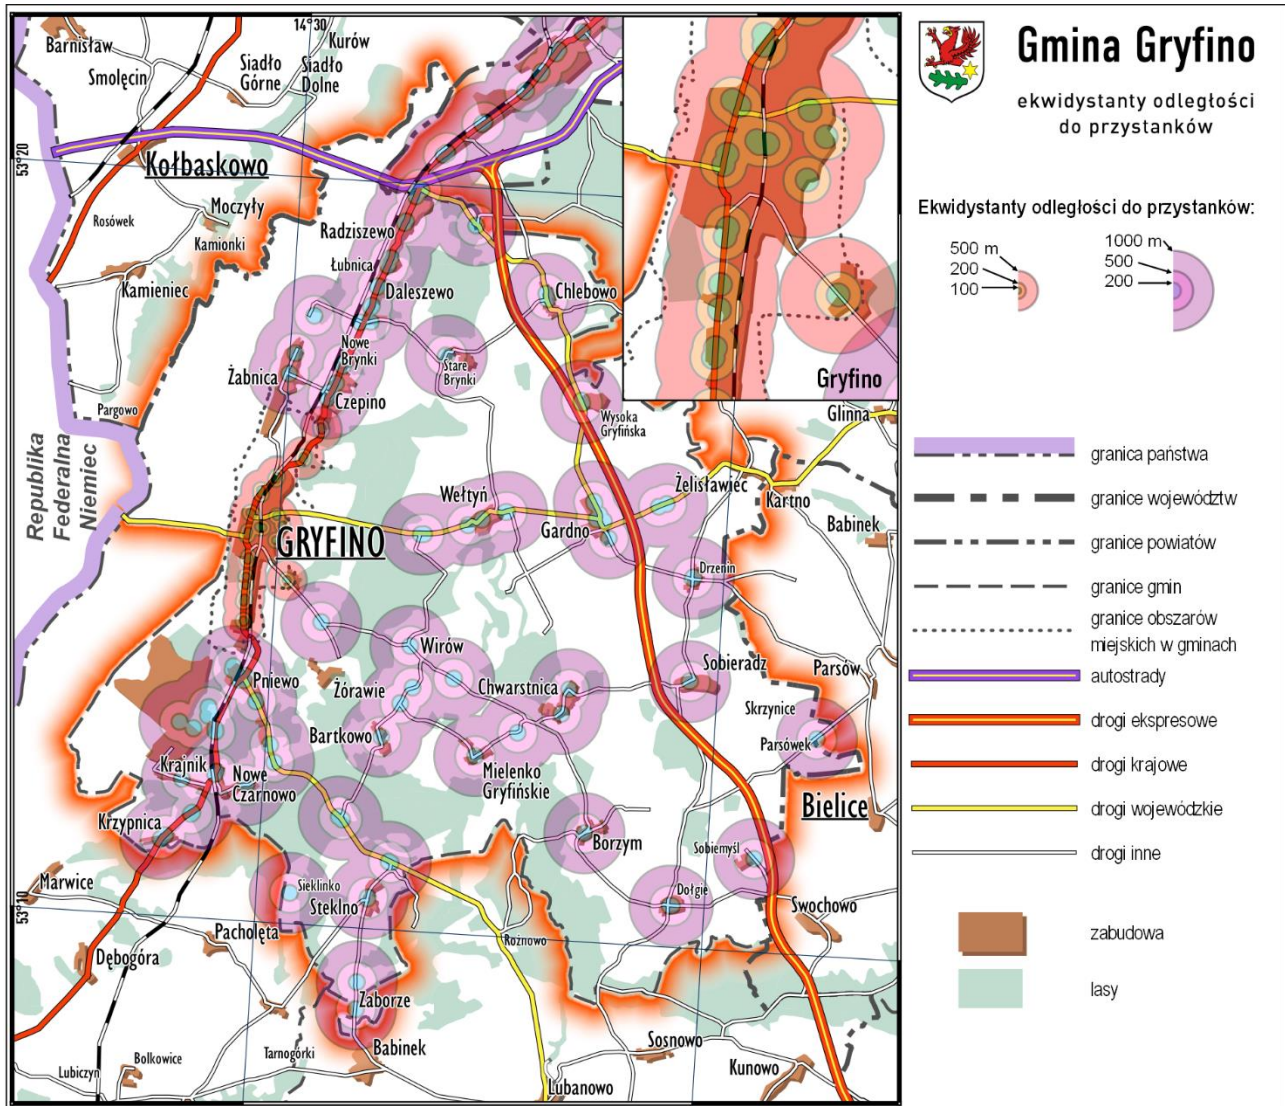 14°30
53°20
53°10
Barnisław
Smolęcin
Siadło
Górne
Kurów
Siadło
Dolne
Kołbaskowo
Rosówek
Moczyły
Kamionki
Kamieniec
Pargowo
Republika
Federalna
Niemiec
Radziszewo
Łubnica
Daleszewo
Chlebowo
Nowe
Brynki
Stare
Brynki
Żabnica
Czepino
Wysoka
Gryfińska
Glinna
Wełtyń
Żelisławiec
Kartno
Babinek
Gardno
GRYFINO
Drzenin
Wirów
Sobieradz
Parsów
Pniewo
Żórawie
Chwarstnica
Skrzynice
Bartkowo
Parsówek
Krajnik
Nowe
Czarnowo
Mielenko
Gryfińskie
Bielice
Krzypnica
Borzym
Sobiemyśl
Marwice
Sieklinko
Steklno
Dołgie
Swochowo
Pacholęta
Rożnowo
Dębogóra
Zaborze
Sosnowo
Babinek
Tarnogórki
Bolkowice
Lubiczyn
Lubanowo
Kunowo
Gryfino
Gmina Gryfino
ekwidystanty odległości
do przystanków
Ekwidystanty odległości do przystanków:
500 m
200
100
1000 m
500
200
granica państwa
granice województw
granice powiatów
granice gmin
granice obszarów
miejskich w gminach
autostrady
drogi ekspresowe
drogi krajowe
drogi wojewódzkie
drogi inne
zabudowa
lasy